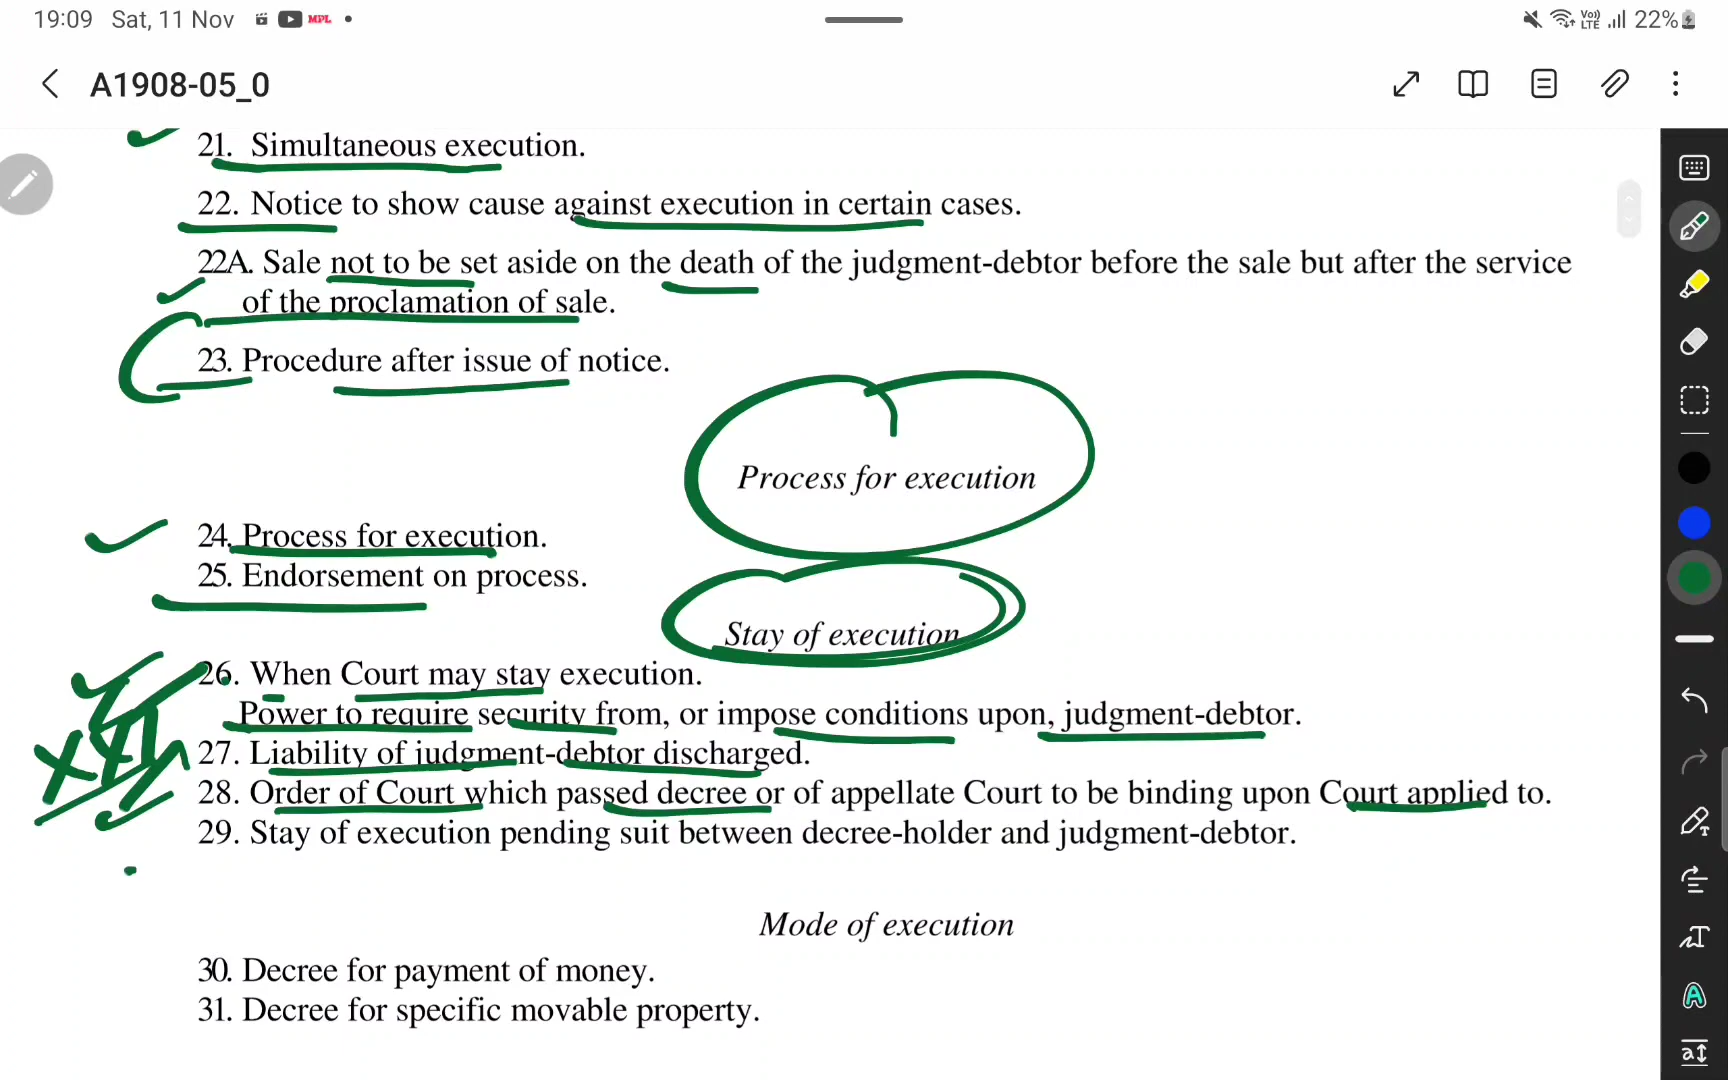 19:09 Sat, 11 Nov MPL 22%
Vo)) LTE
A1908-05_0
21. Simultaneous execution.
22. Notice to show cause against execution in certain cases.
22A. Sale not to be set aside on the death of the judgment-debtor before the sale but after the service
of the proclamation of sale.
23. Procedure after issue of notice.
Process for execution
24. Process for execution.
25. Endorsement on process.
Stay of execution
26. When Court may stay execution.
Power to require security from, or impose conditions upon, judgment-debtor.
27. Liability of judgment-debtor discharged.
28. Order of Court which passed decree or of appellate Court to be binding upon Court applied to.
29. Stay of execution pending suit between decree-holder and judgment-debtor.
Mode of execution
30. Decree for payment of money.
31. Decree for specific movable property.